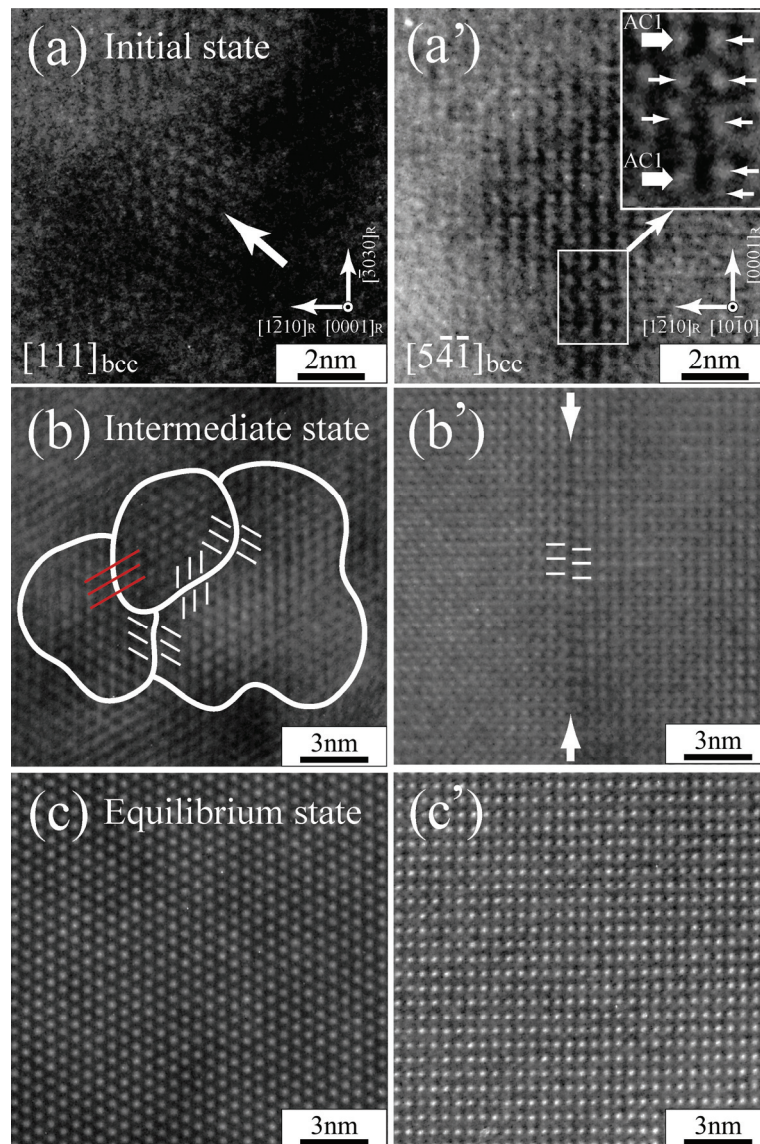 (a) Initial state
[3̅030]R
[12̅10]R [0001]R
[111]bcc
2nm
(a')
AC1
AC1
[0001]R
[12̅10]R [101̅0]
[54̅1̅]bcc
2nm
(b) Intermediate state
3nm
(b')
3nm
(c) Equilibrium state
3nm
(c')
3nm